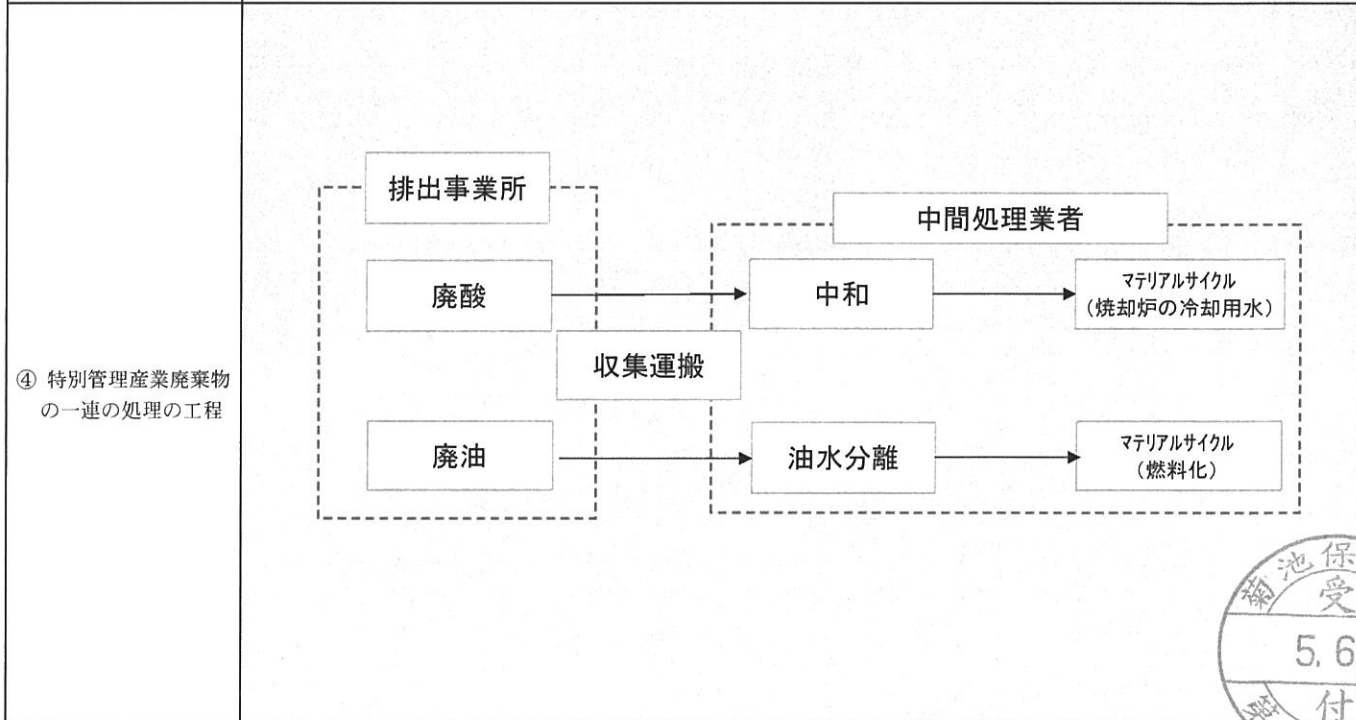 ④ 特別管理産業廃棄物
の一連の処理の工程
排出事業所
中間処理業者
廃酸
中和
マテリアルサイクル
(焼却炉の冷却用水)
収集運搬
廃油
油水分離
マテリアルサイクル
(燃料化)
菊池保
受
5.6
付